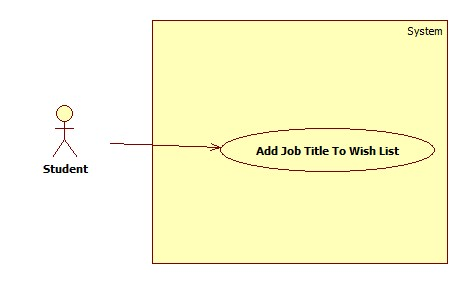 System
Add Job Title To Wish List
Student